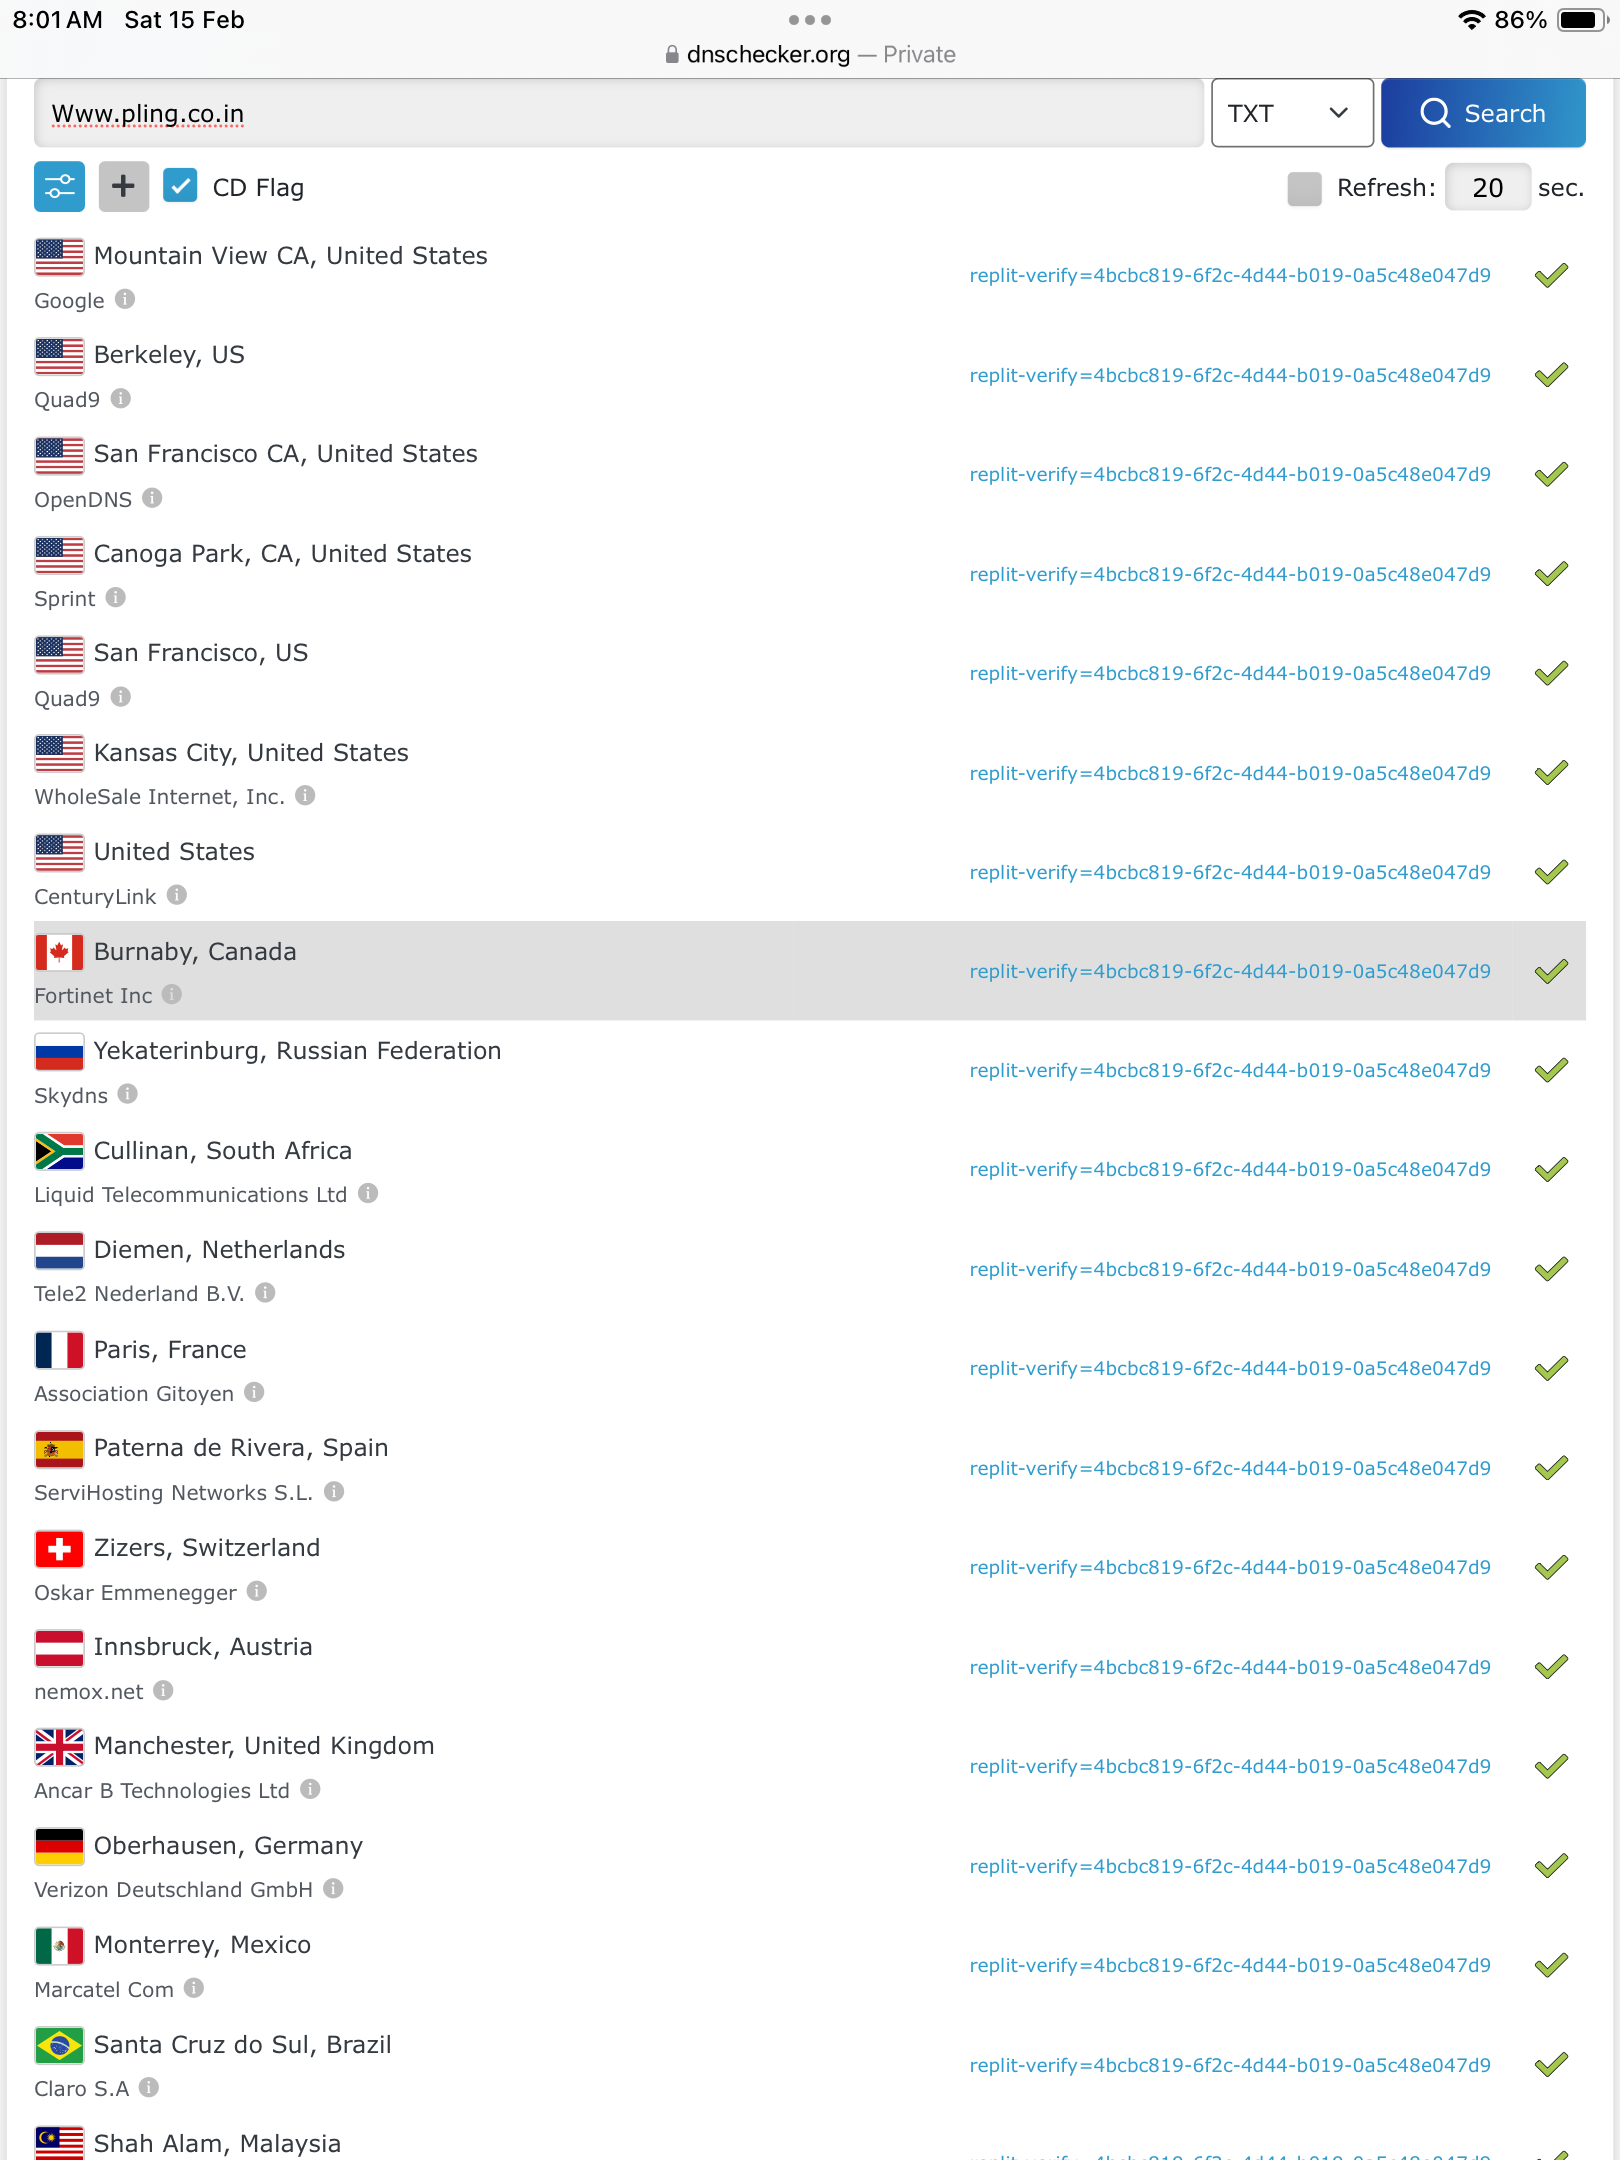 8:01 AM Sat 15 Feb
86%
dnschecker.org — Private
Www.pling.co.in
TXT
Search
CD Flag
Refresh: 20 sec.
Mountain View CA, United States
replit-verify=4bcbc819-6f2c-4d44-b019-0a5c48e047d9
Google
Berkeley, US
replit-verify=4bcbc819-6f2c-4d44-b019-0a5c48e047d9
Quad9
San Francisco CA, United States
replit-verify=4bcbc819-6f2c-4d44-b019-0a5c48e047d9
OpenDNS
Canoga Park, CA, United States
replit-verify=4bcbc819-6f2c-4d44-b019-0a5c48e047d9
Sprint
San Francisco, US
replit-verify=4bcbc819-6f2c-4d44-b019-0a5c48e047d9
Quad9
Kansas City, United States
replit-verify=4bcbc819-6f2c-4d44-b019-0a5c48e047d9
WholeSale Internet, Inc.
United States
replit-verify=4bcbc819-6f2c-4d44-b019-0a5c48e047d9
CenturyLink
Burnaby, Canada
replit-verify=4bcbc819-6f2c-4d44-b019-0a5c48e047d9
Fortinet Inc
Yekaterinburg, Russian Federation
replit-verify=4bcbc819-6f2c-4d44-b019-0a5c48e047d9
Skydns
Cullinan, South Africa
replit-verify=4bcbc819-6f2c-4d44-b019-0a5c48e047d9
Liquid Telecommunications Ltd
Diemen, Netherlands
replit-verify=4bcbc819-6f2c-4d44-b019-0a5c48e047d9
Tele2 Nederland B.V.
Paris, France
replit-verify=4bcbc819-6f2c-4d44-b019-0a5c48e047d9
Association Gitoyen
Paterna de Rivera, Spain
replit-verify=4bcbc819-6f2c-4d44-b019-0a5c48e047d9
ServiHosting Networks S.L.
Zizers, Switzerland
replit-verify=4bcbc819-6f2c-4d44-b019-0a5c48e047d9
Oskar Emmenegger
Innsbruck, Austria
replit-verify=4bcbc819-6f2c-4d44-b019-0a5c48e047d9
nemox.net
Manchester, United Kingdom
replit-verify=4bcbc819-6f2c-4d44-b019-0a5c48e047d9
Ancar B Technologies Ltd
Oberhausen, Germany
replit-verify=4bcbc819-6f2c-4d44-b019-0a5c48e047d9
Verizon Deutschland GmbH
Monterrey, Mexico
replit-verify=4bcbc819-6f2c-4d44-b019-0a5c48e047d9
Marcatel Com
Santa Cruz do Sul, Brazil
replit-verify=4bcbc819-6f2c-4d44-b019-0a5c48e047d9
Claro S.A
Shah Alam, Malaysia